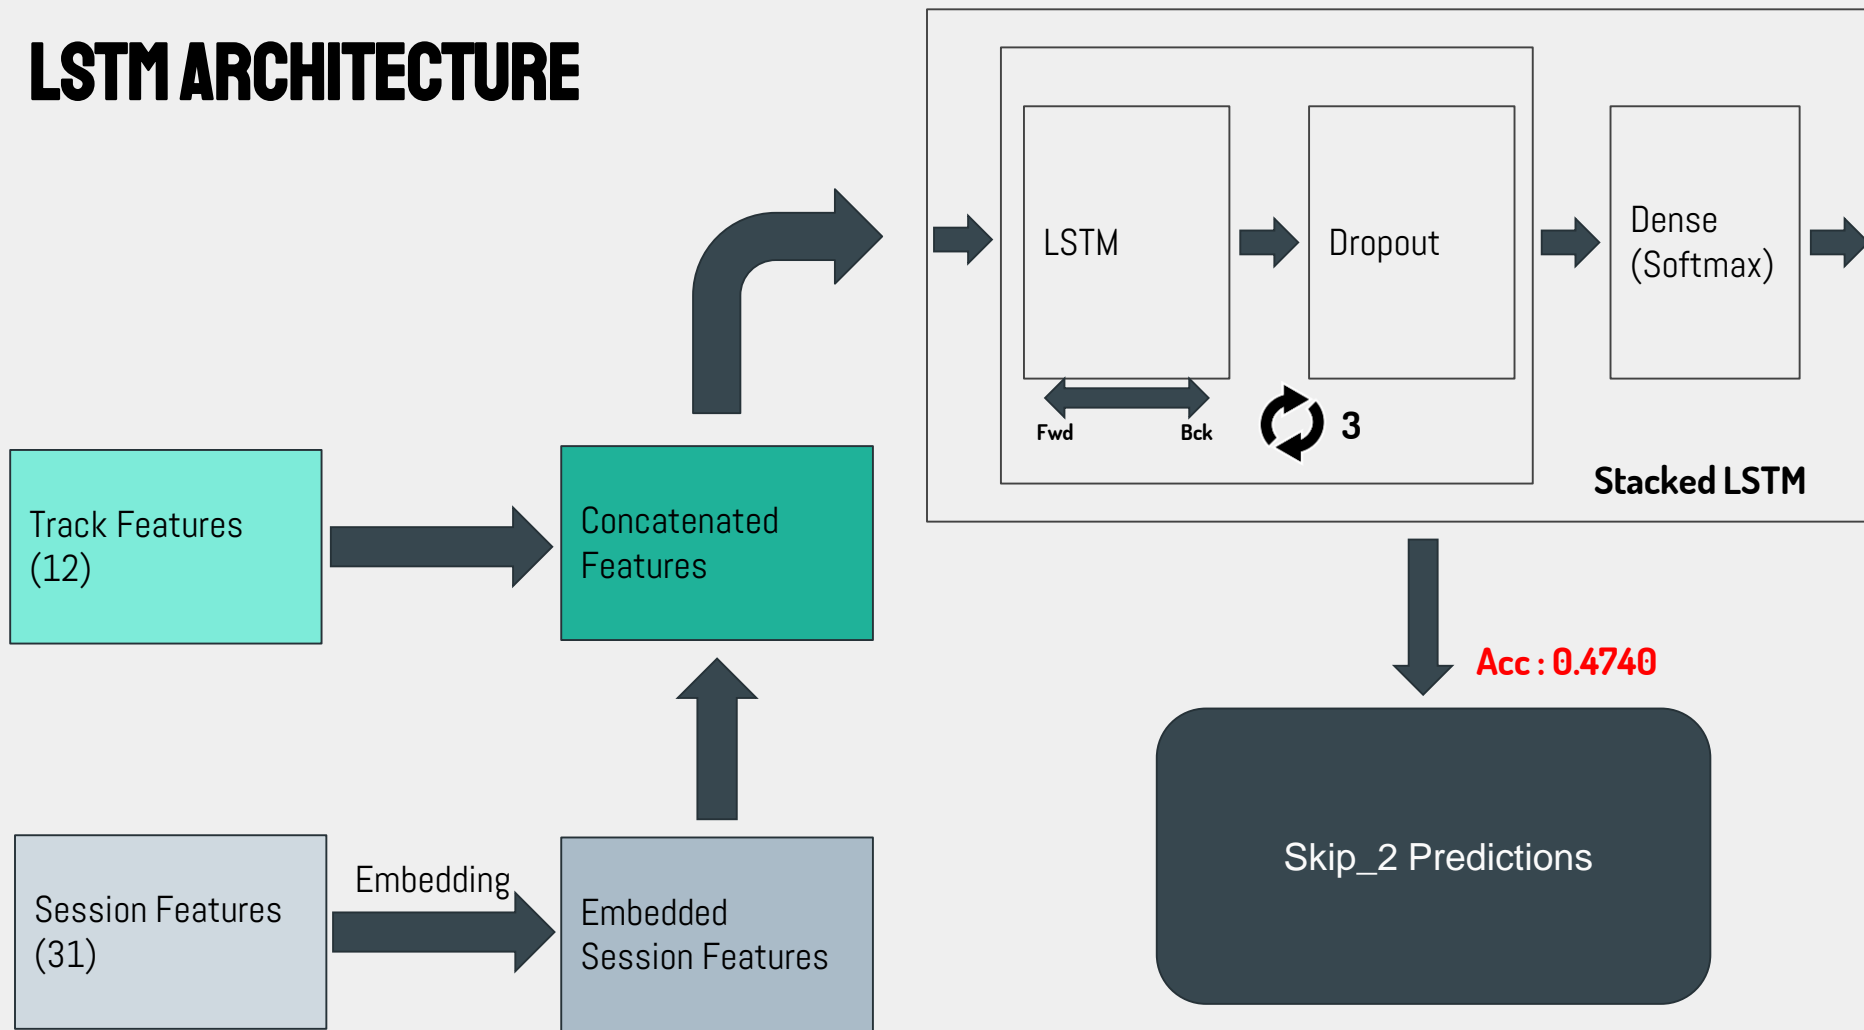 LSTM ARCHITECTURE
LSTM
Dropout
Dense
(Softmax)
Fwd
Bck
3
Stacked LSTM
Track Features
(12)
Concatenated
Features
Acc : 0.4740
Session Features
(31)
Embedding
Embedded
Session Features
Skip_2 Predictions